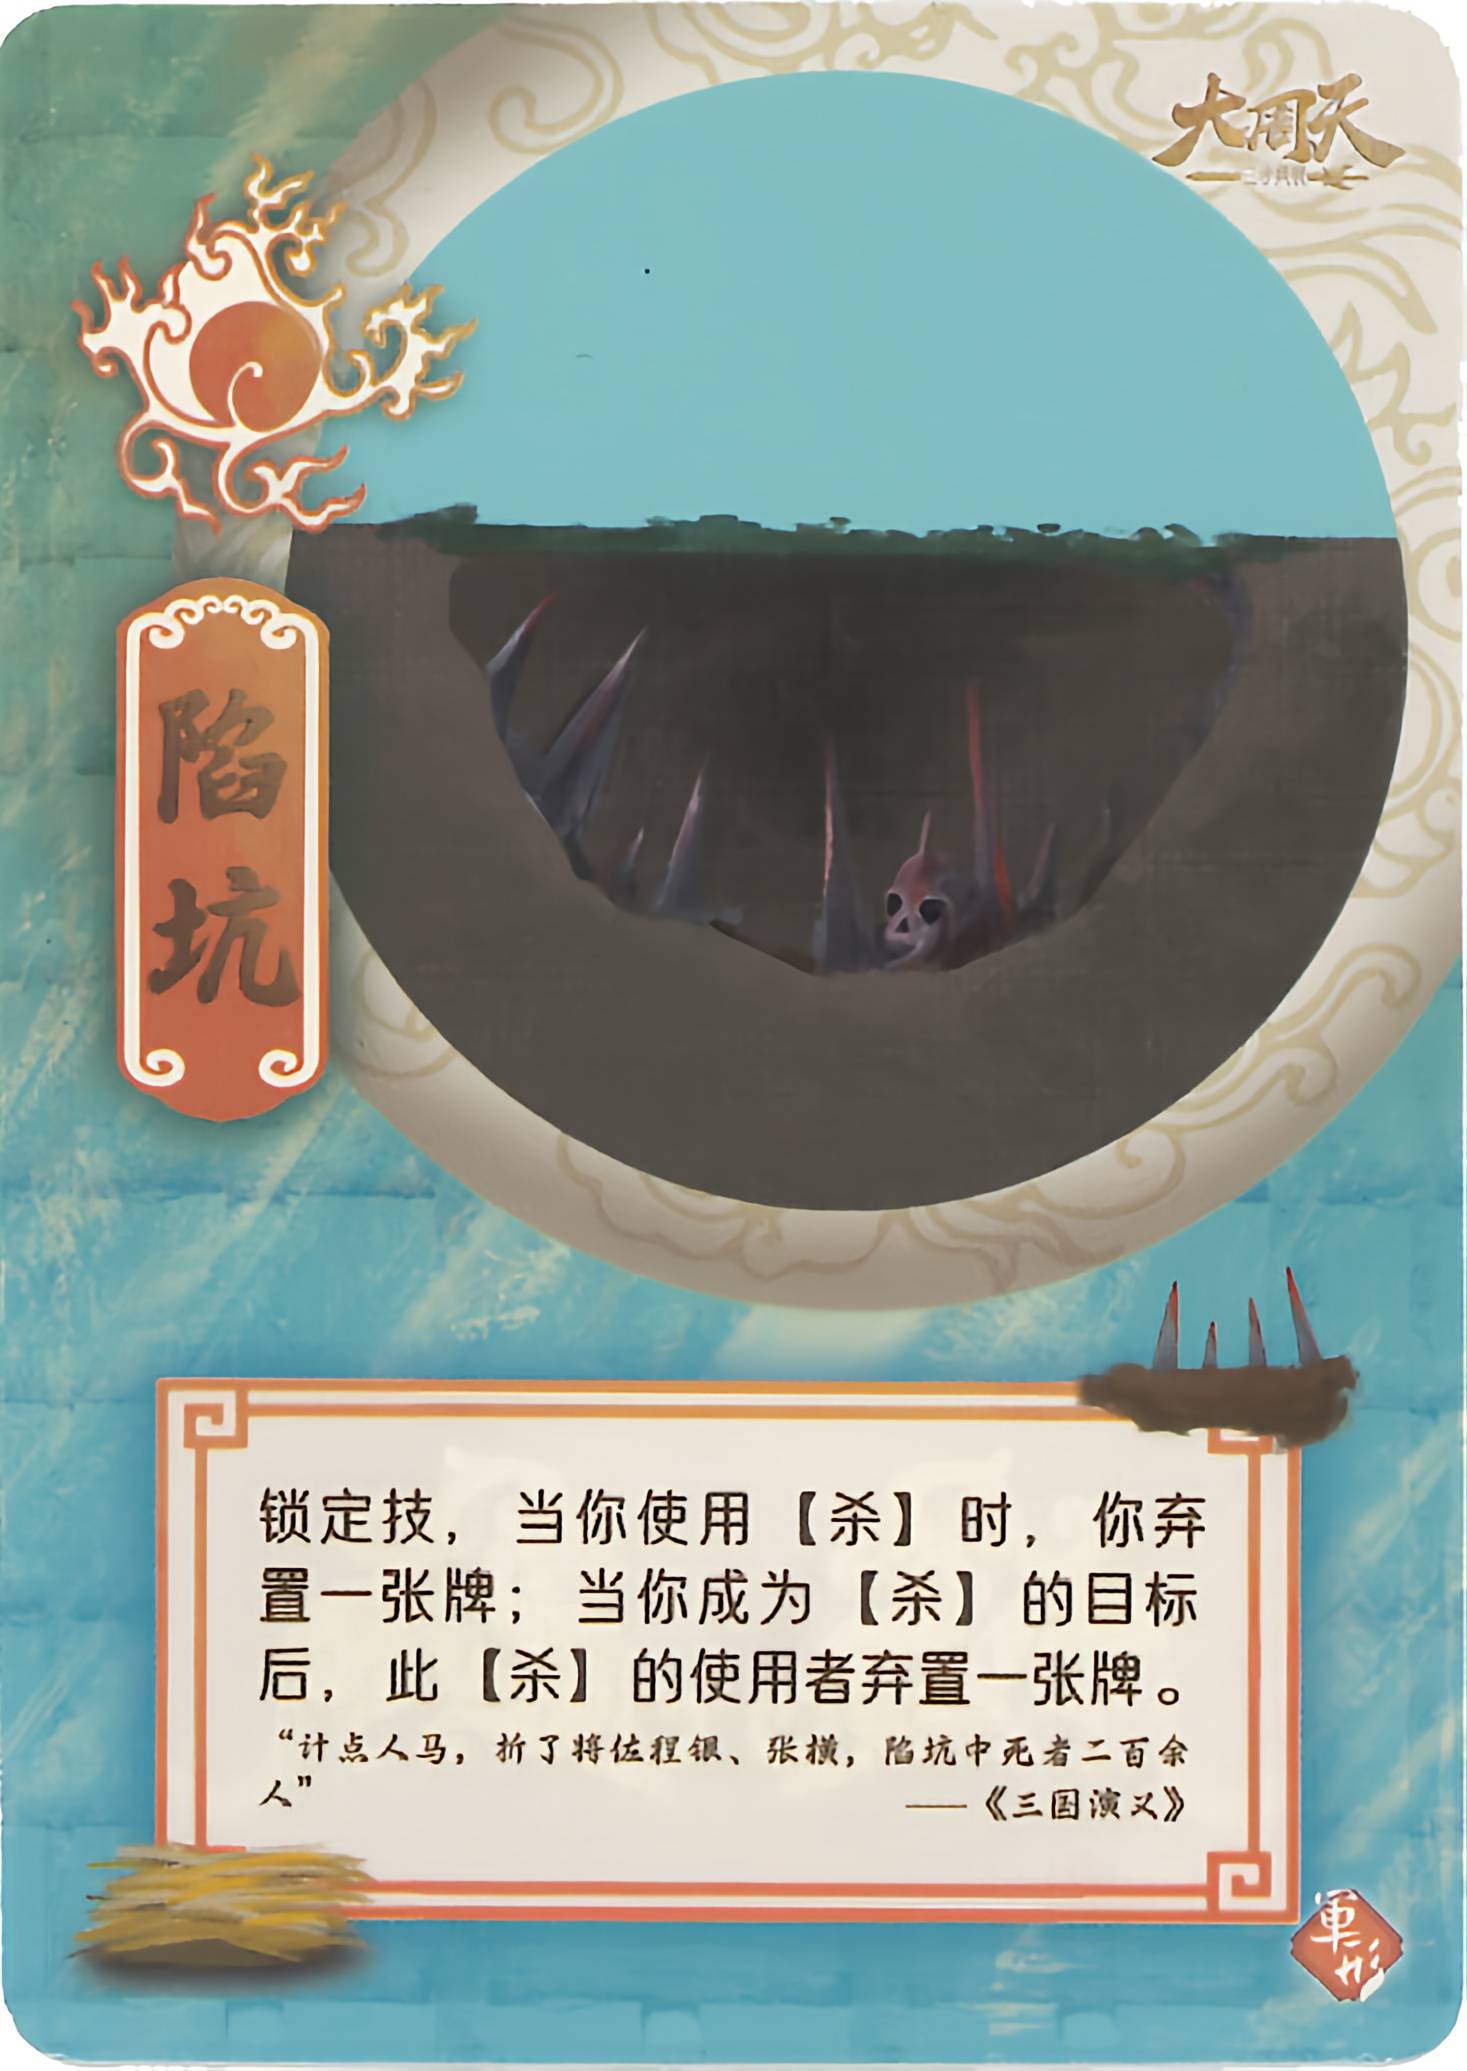 大周天
陷坑
锁定技，当你使用【杀】时，你弃
置一张牌；当你成为【杀】的目标
后，此【杀】的使用者弃置一张牌。
“计点人马，折了将佐程银、张横，陷坑中死者二百余
人”
——《三国演义》
軍形